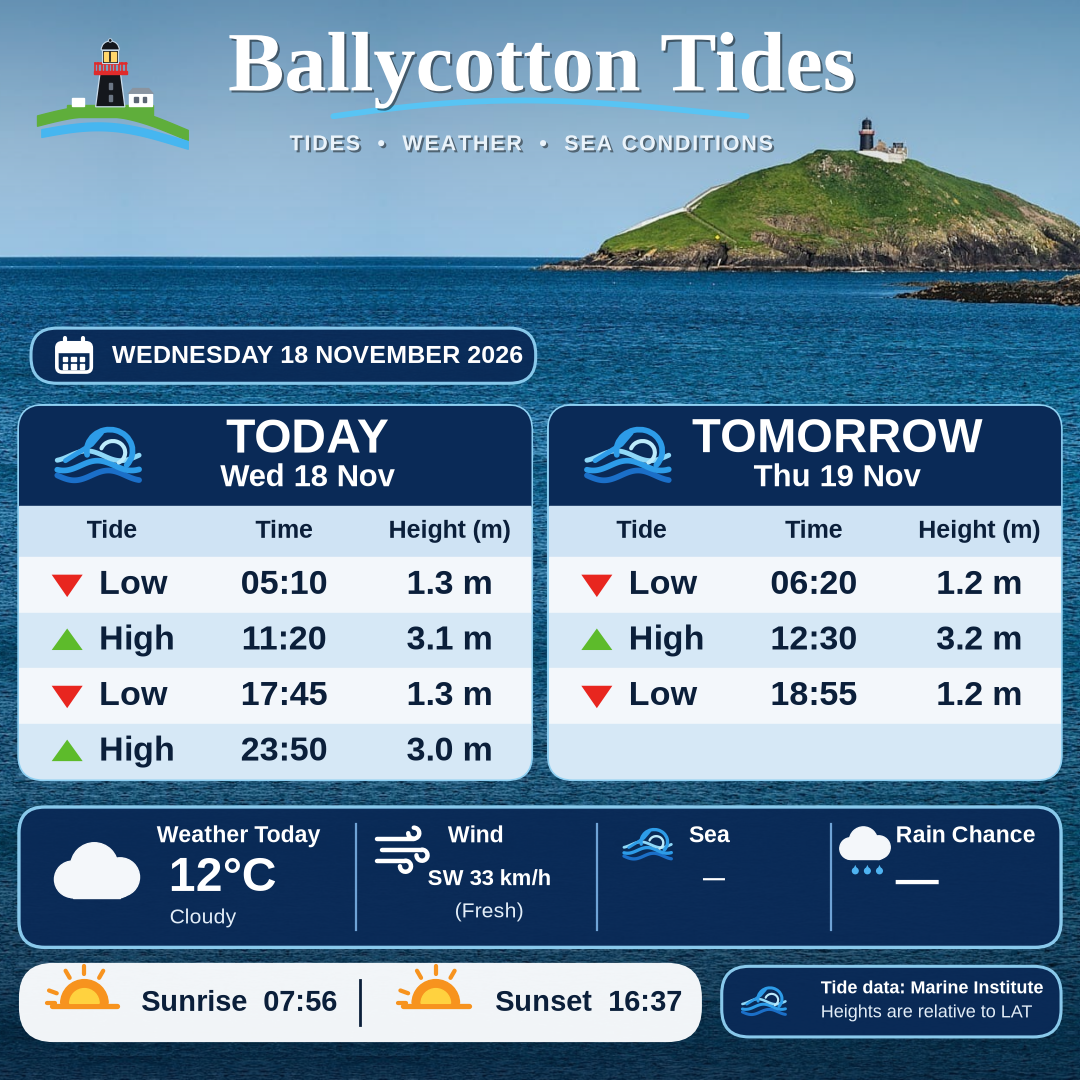 Ballycotton Tides
TIDES • WEATHER • SEA CONDITIONS
WEDNESDAY 18 NOVEMBER 2026
TODAY
Wed 18 Nov
Tide Time Height (m)
Low 05:10 1.3 m
High 11:20 3.1 m
Low 17:45 1.3 m
High 23:50 3.0 m
TOMORROW
Thu 19 Nov
Tide Time Height (m)
Low 06:20 1.2 m
High 12:30 3.2 m
Low 18:55 1.2 m
Weather Today
12°C
Cloudy
Wind
SW 33 km/h
(Fresh)
Sea
—
Rain Chance
—
Sunrise 07:56
Sunset 16:37
Tide data: Marine Institute
Heights are relative to LAT